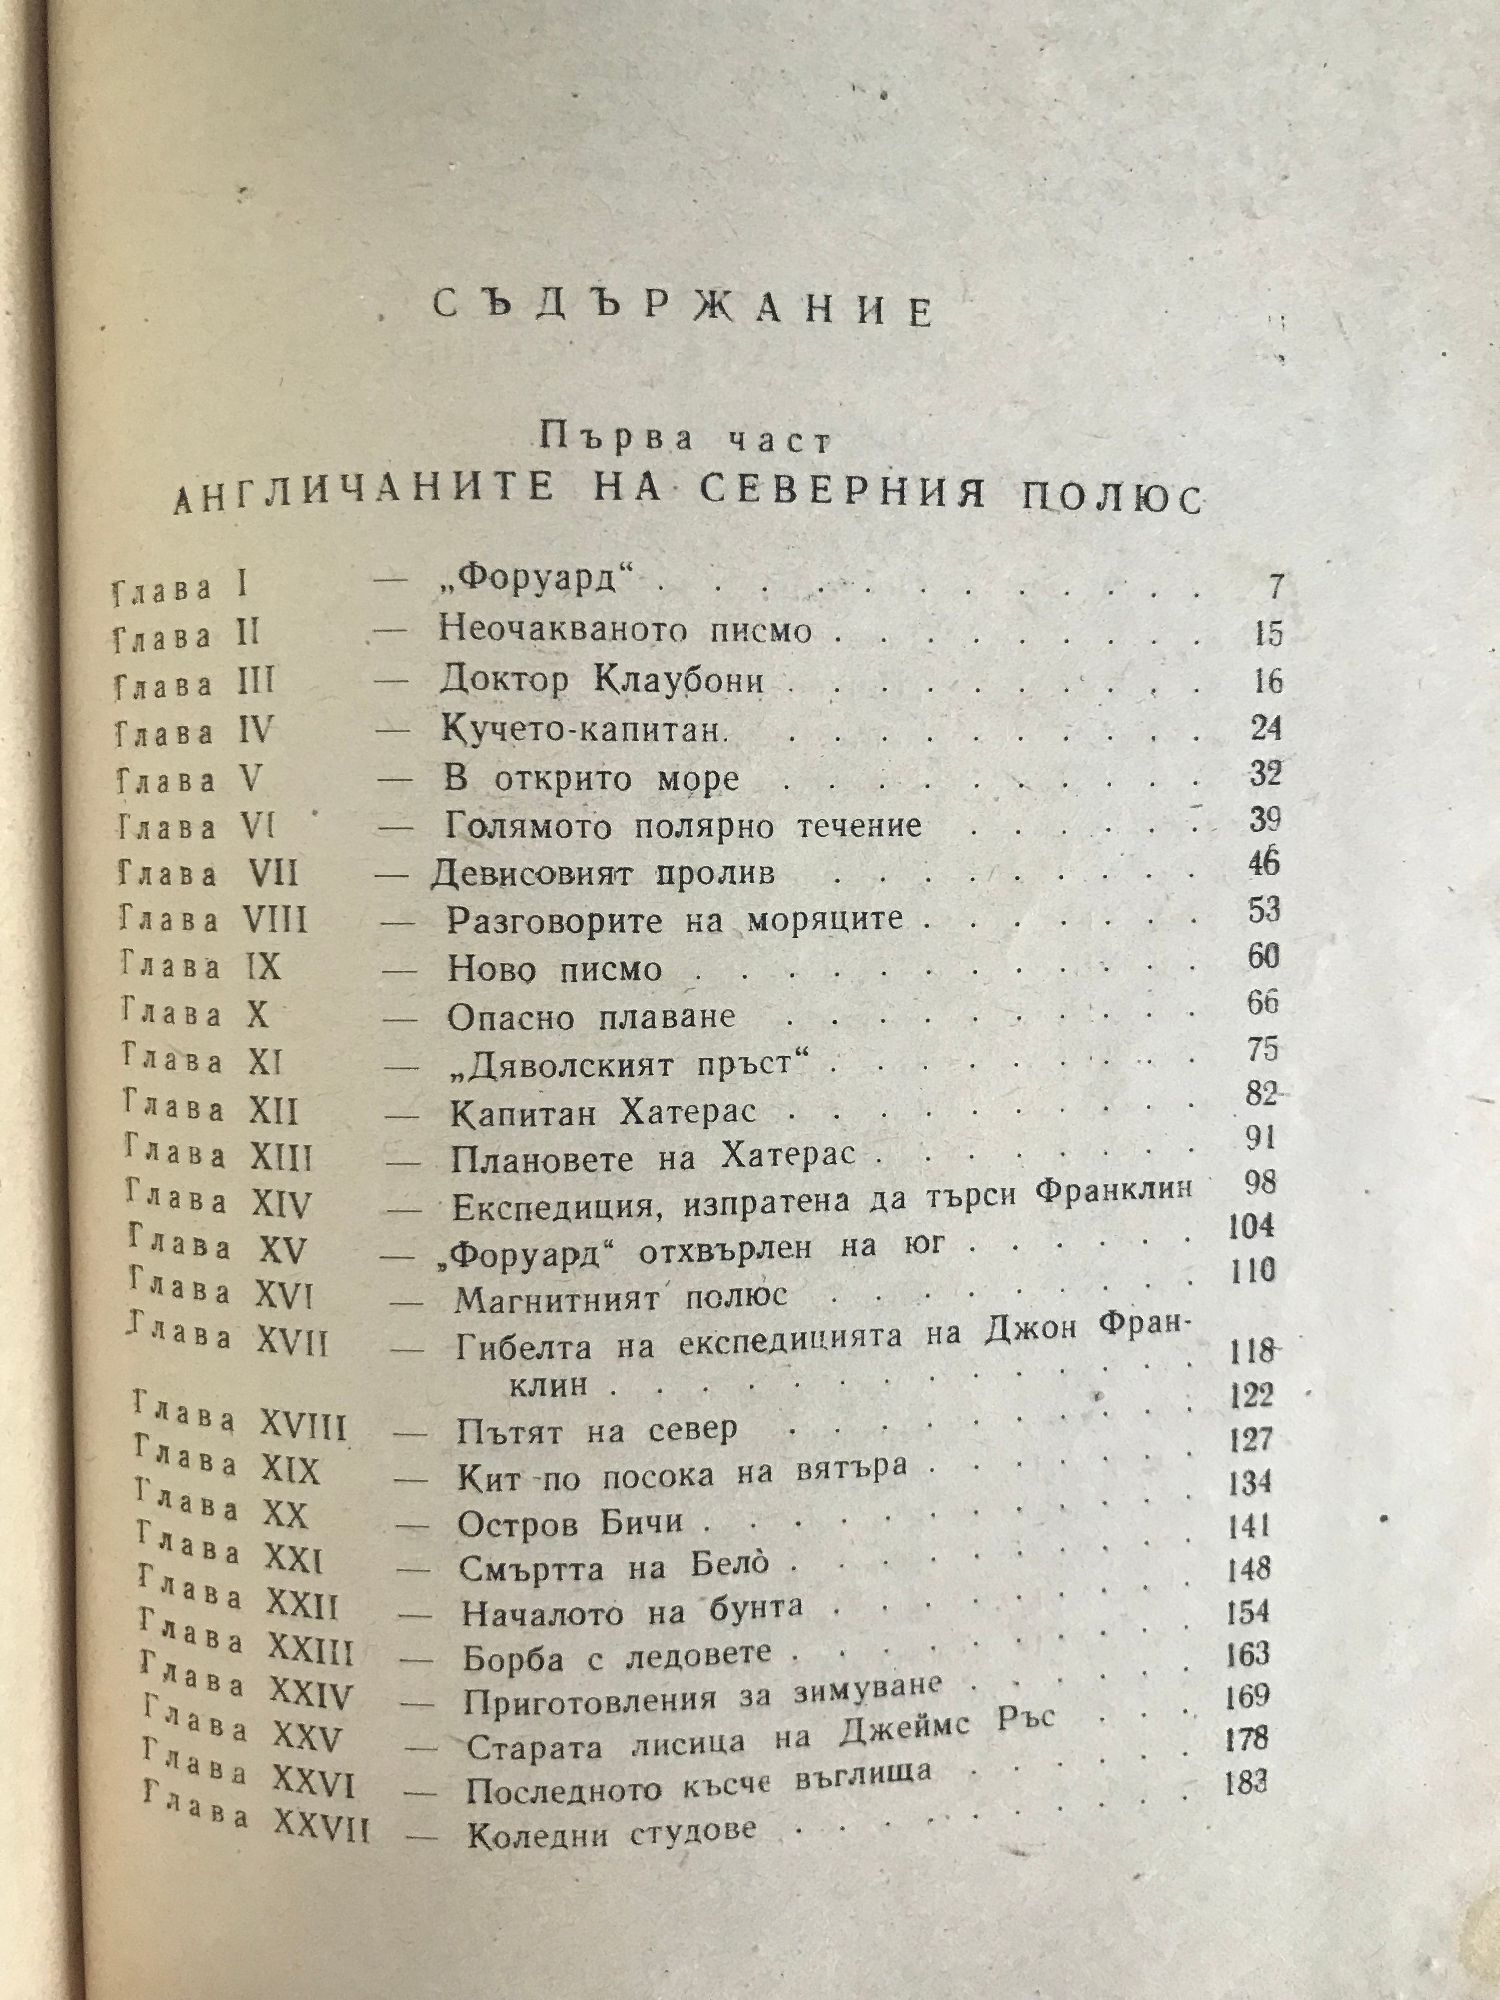 СЪДЪРЖАНИЕ
Първа част
АНГЛИЧАНИТЕ НА СЕВЕРНИЯ ПОЛЮС
Глава I — „Форуард“ . . . . . . . . . . . . 7
Глава II — Неочакваното писмо . . . . . . . . . 15
Глава III — Доктор Клаубони . . . . . . . . . . 16
Глава IV — Кучето-капитан. . . . . . . . . . . 24
Глава V — В открито море . . . . . . . . . . 32
Глава VI — Голямото полярно течение . . . . . . 39
Глава VII — Девисовият пролив . . . . . . . . . 46
Глава VIII — Разговорите на моряците . . . . . . . 53
Глава IX — Ново писмо . . . . . . . . . . . . 60
Глава X — Опасно плаване . . . . . . . . . . 66
Глава XI — „Дяволският пръст“ . . . . . . . . . 75
Глава XII — Капитан Хатерас . . . . . . . . . . 82
Глава XIII — Плановете на Хатерас . . . . . . . . 91
Глава XIV — Експедиция, изпратена да търси Франклин 98
Глава XV — „Форуард“ отхвърлен на юг . . . . . . 104
Глава XVI — Магнитният полюс . . . . . . . . . 110
Глава XVII — Гибелта на експедицията на Джон Фран-
клин . . . . . . . . . . . . . . 118
Глава XVIII — Пътят на север . . . . . . . . . . 122
Глава XIX — Кит по посока на вятъра . . . . . . . 127
Глава XX — Остров Бичи . . . . . . . . . . . . 134
Глава XXI — Смъртта на Бело̀ . . . . . . . . . . 141
Глава XXII — Началото на бунта . . . . . . . . . 148
Глава XXIII — Борба с ледовете . . . . . . . . . . 154
Глава XXIV — Приготовления за зимуване . . . . . . 163
Глава XXV — Старата лисица на Джеймс Ръс . . . 169
Глава XXVI — Последното късче въглища . . . . . . 178
Глава XXVII — Коледни студове . . . . . . . . . . 183